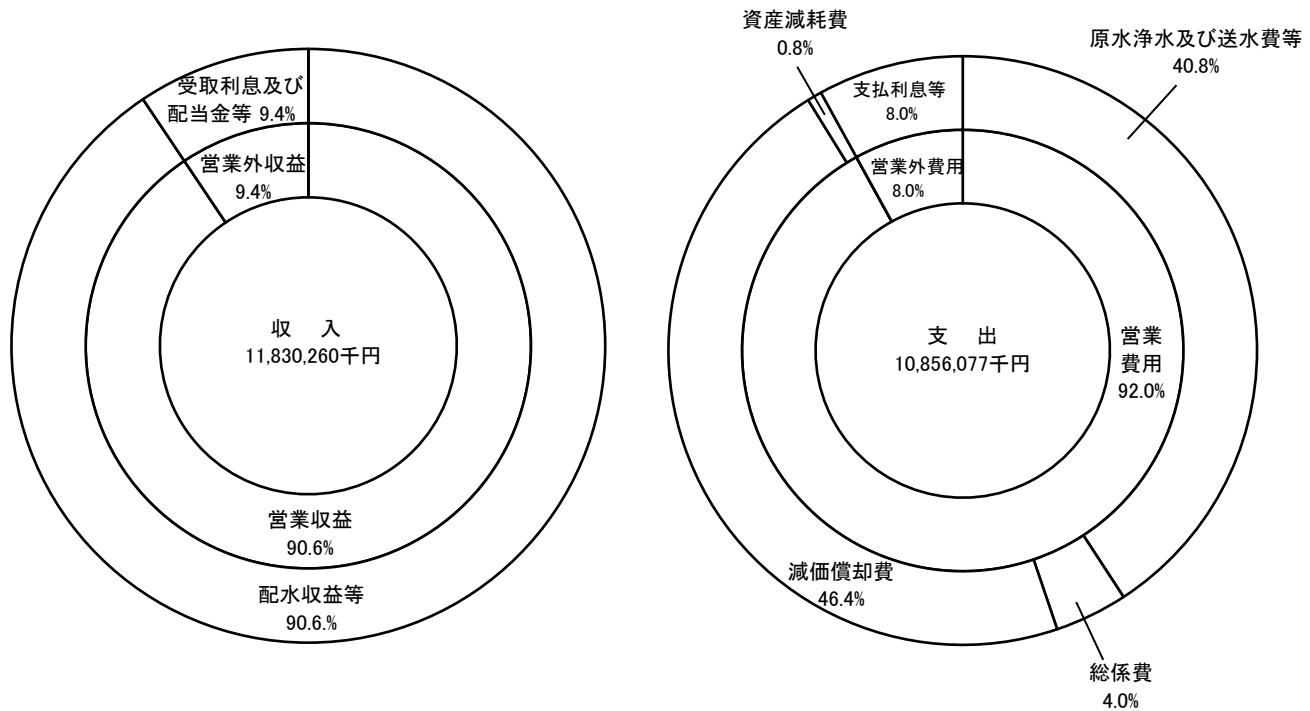 受取利息及び
配当金等 9.4%
営業外収益
9.4%
収 入
11,830,260千円
営業収益
90.6%
配水収益等
90.6.%
資産減耗費
0.8%
支払利息等
8.0%
営業外費用
8.0%
原水浄水及び送水費等
40.8%
支 出
10,856,077千円
営業
費用
92.0%
減価償却費
46.4%
総係費
4.0%